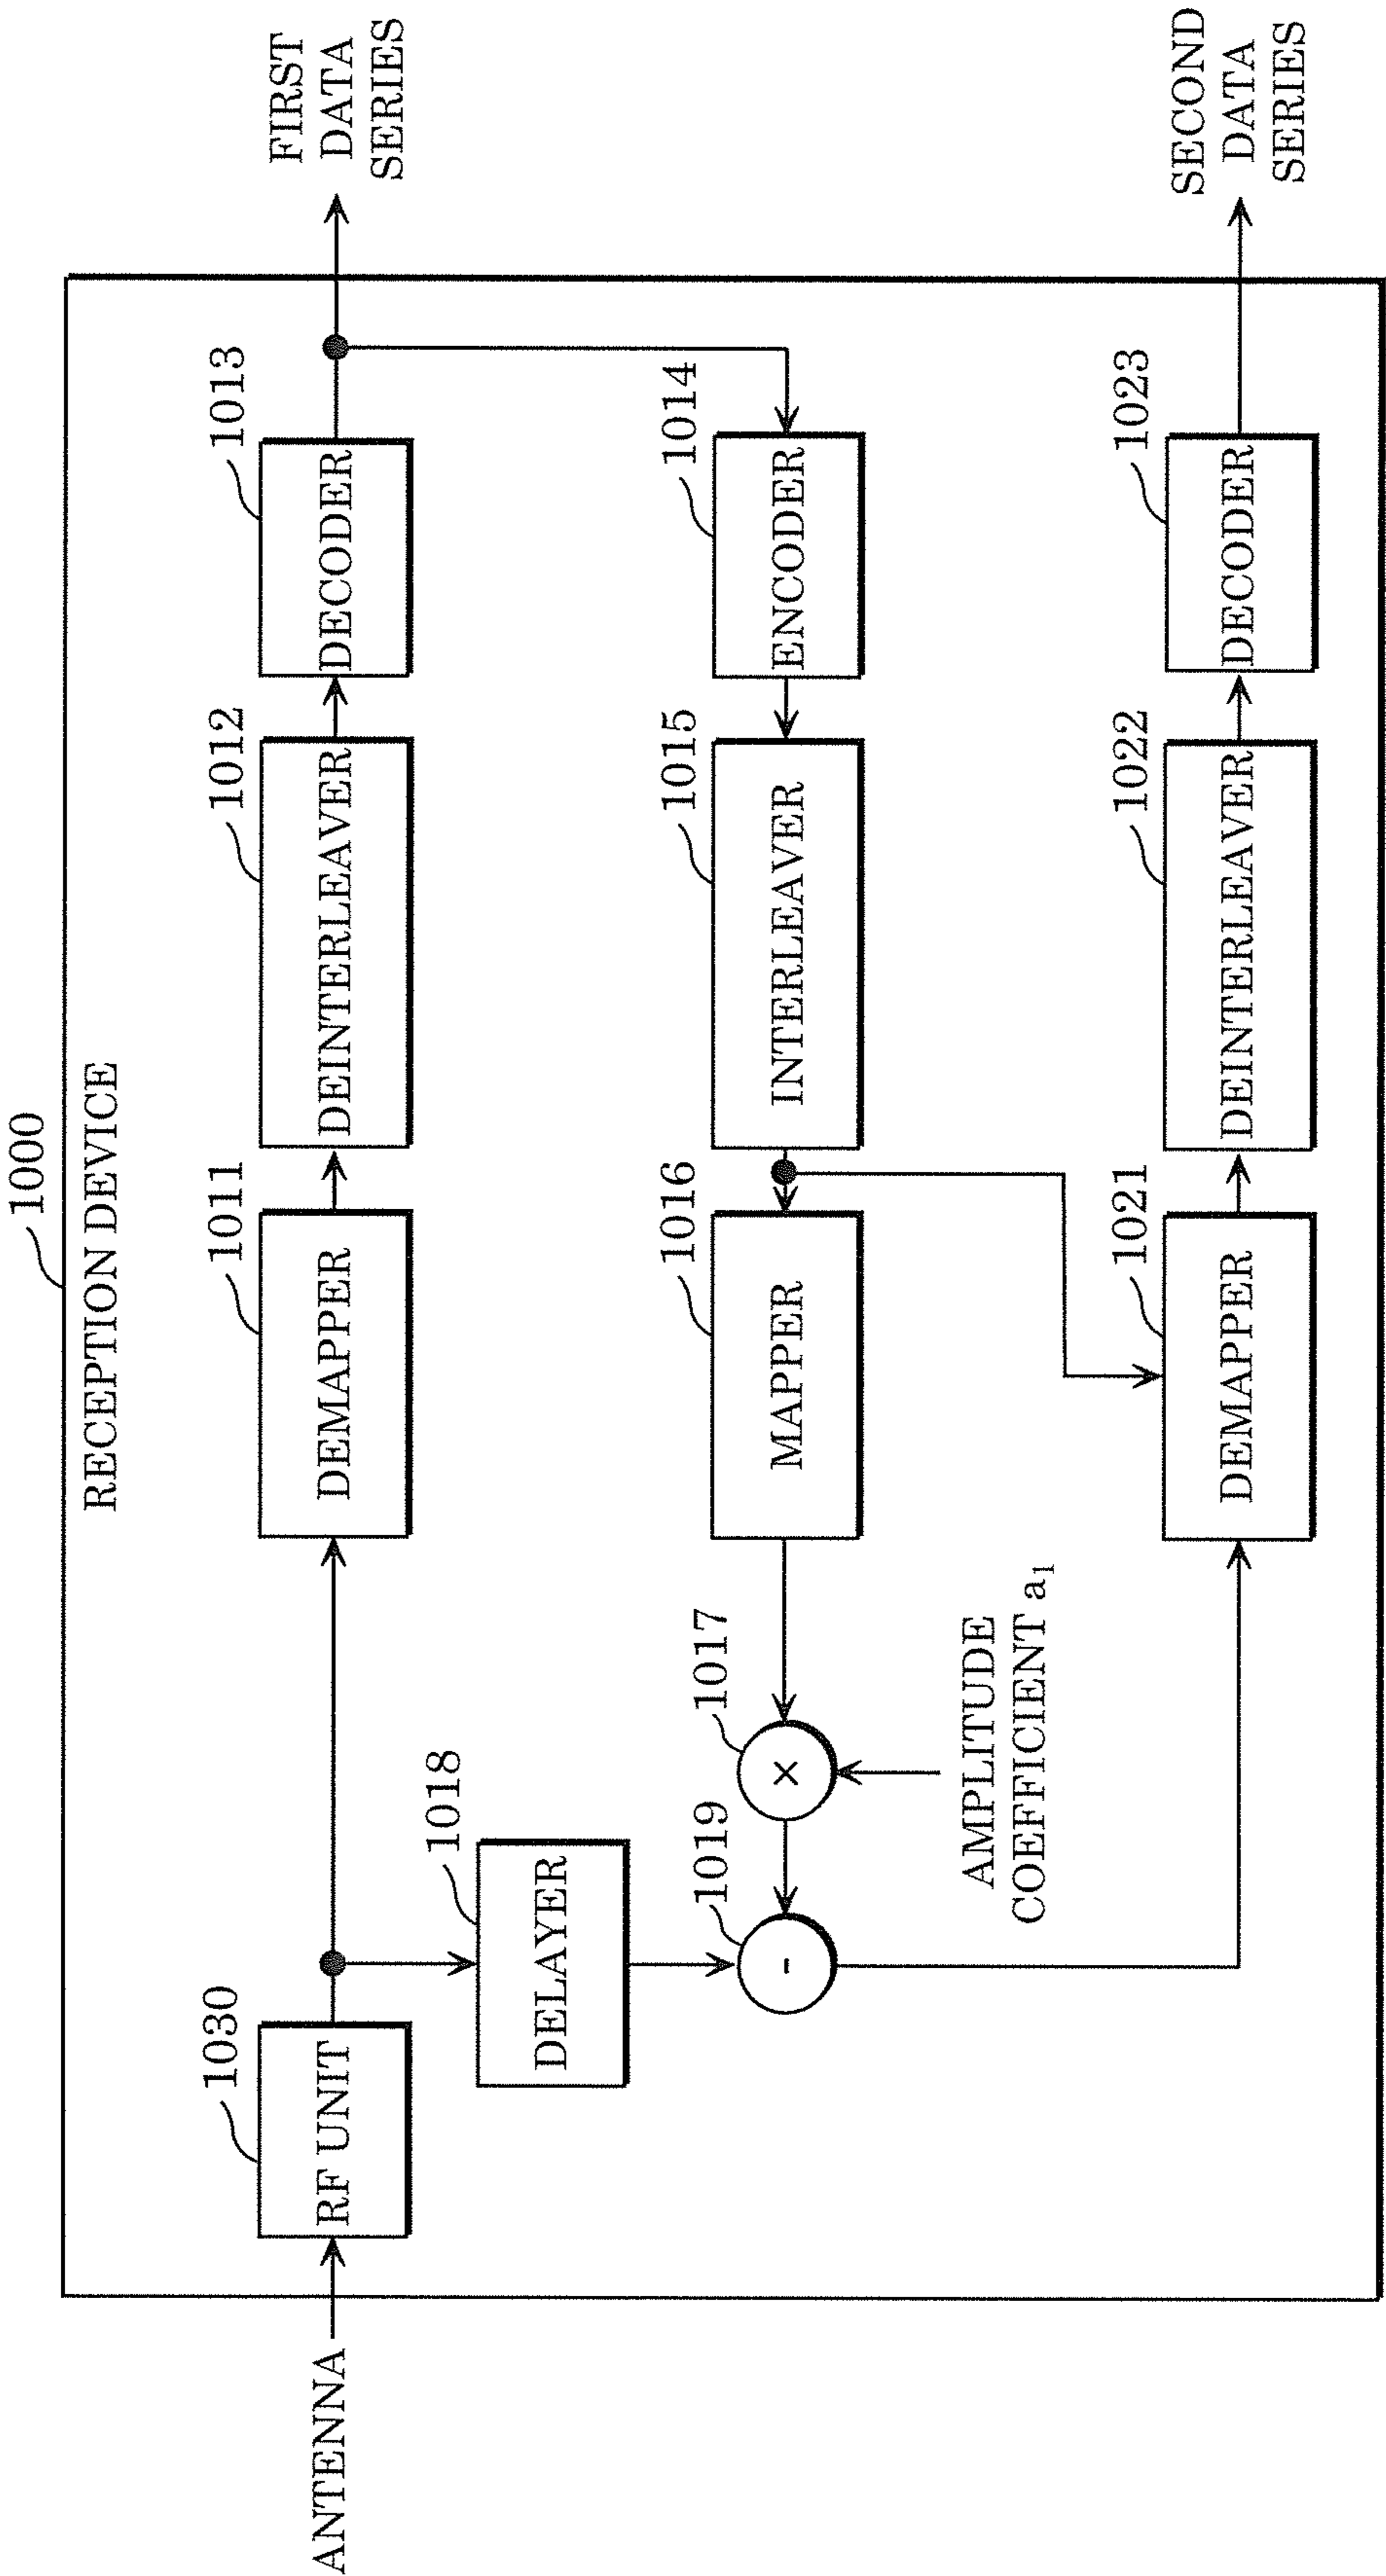 1000
RECEPTION DEVICE
ANTENNA
1030
RF UNIT
1011
DEMAPPER
1012
DEINTERLEAVER
1013
DECODER
FIRST
DATA
SERIES
1018
DELAYER
1019
-
1017
×
AMPLITUDE
COEFFICIENT a₁
1016
MAPPER
1015
INTERLEAVER
1014
ENCODER
1021
DEMAPPER
1022
DEINTERLEAVER
1023
DECODER
SECOND
DATA
SERIES